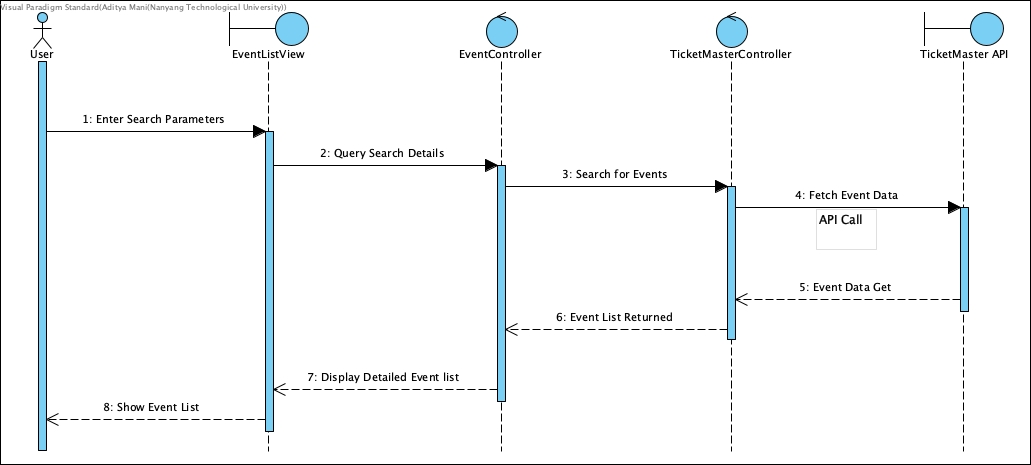 Visual Paradigm Standard(Aditya Mani(Nanyang Technological University))
User
EventListView
EventController
TicketMasterController
TicketMaster API
1: Enter Search Parameters
2: Query Search Details
3: Search for Events
4: Fetch Event Data
API Call
5: Event Data Get
6: Event List Returned
7: Display Detailed Event list
8: Show Event List